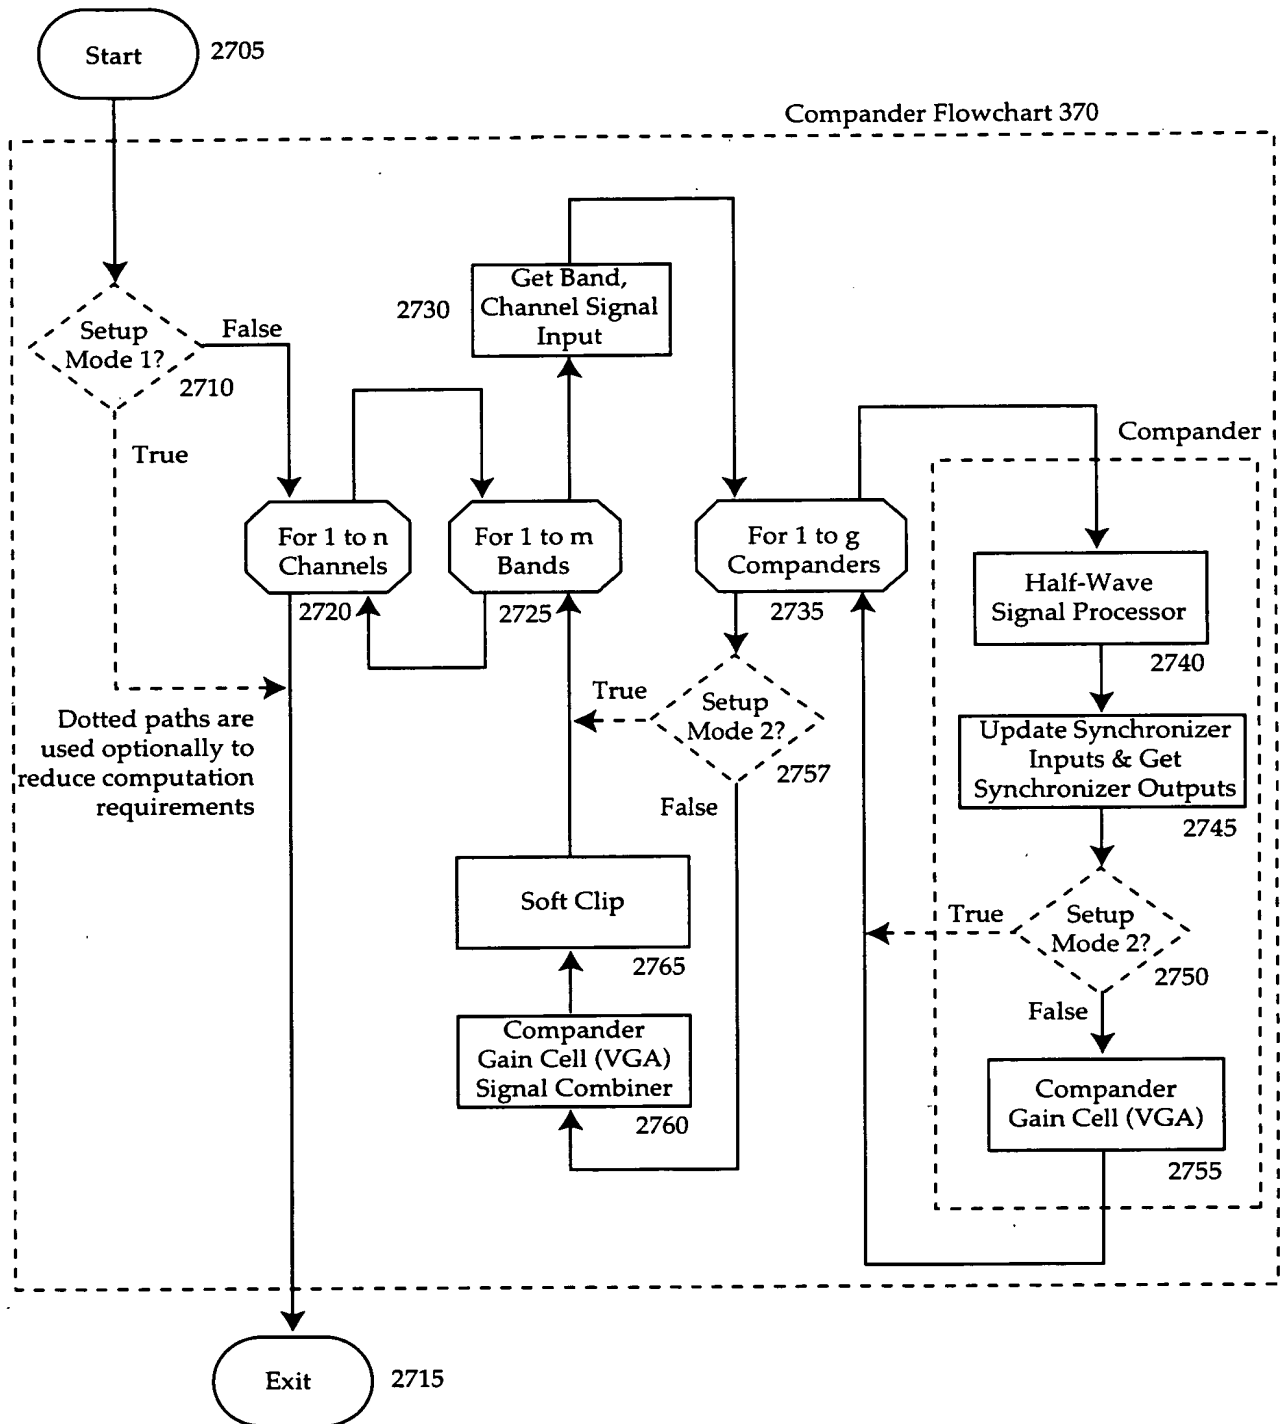 Start
2705
Compander Flowchart 370
Setup
Mode 1?
2710
False
True
Get Band,
Channel Signal
Input
2730
Compander
For 1 to n
Channels
2720
For 1 to m
Bands
2725
For 1 to g
Companders
2735
Half-Wave
Signal Processor
2740
Dotted paths are
used optionally to
reduce computation
requirements
True
Setup
Mode 2?
2757
False
Update Synchronizer
Inputs & Get
Synchronizer Outputs
2745
Soft Clip
2765
True
Setup
Mode 2?
2750
False
Compander
Gain Cell (VGA)
Signal Combiner
2760
Compander
Gain Cell (VGA)
2755
Exit
2715